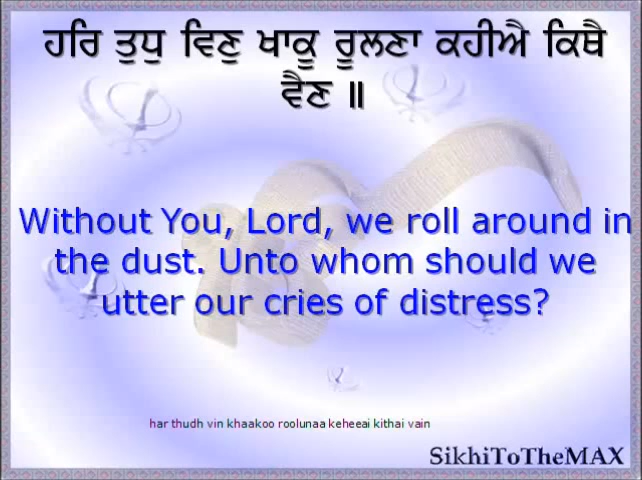 ਹਰਿ ਤੁਧੁ ਵਿਣੁ ਖਾਕੂ ਰੂਲਣਾ ਕਹੀਐ ਕਿਥੈ
ਵੈਣ ॥
Without You, Lord, we roll around in
the dust. Unto whom should we
utter our cries of distress?
har thudh vin khaakoo roolunaa keheeai kithai vain
SikhiToTheMAX